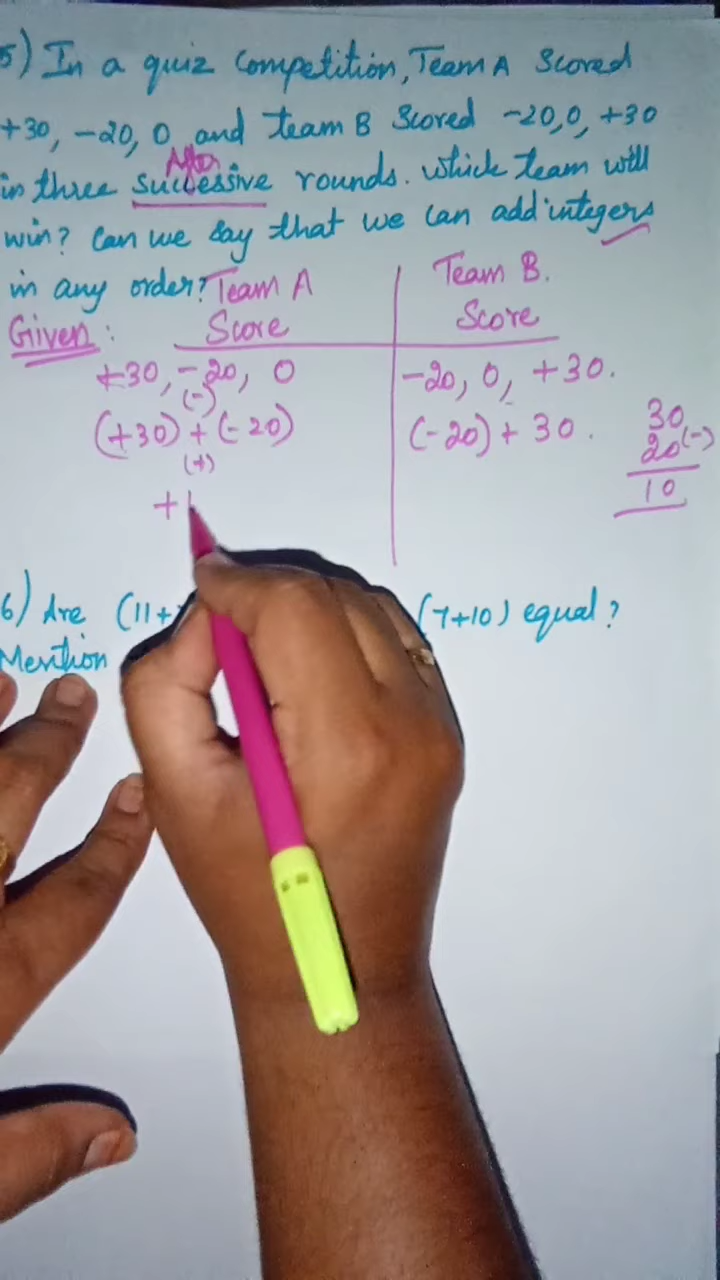 5) In a quiz competition, Team A Scored
+30, -20, 0 and team B Scored -20,0, +30
After
in three successive rounds. which team will
win? Can we say that we can add integers
in any order?
Team A
Team B.
Given :
Score
Score
+30, -20, 0
-20, 0, +30.
(-)
(+30) + (-20)
(-20) + 30.
30
20(-)
10
(+)
+1
6) Are (11+
(7+10) equal?
Mention